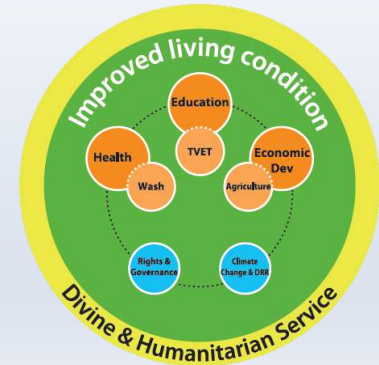 Improved living condition
Education
TVET
Health
Wash
Economic
Dev
Agriculture
Rights &
Governance
Climate
Change & DRR
Divine & Humanitarian Service